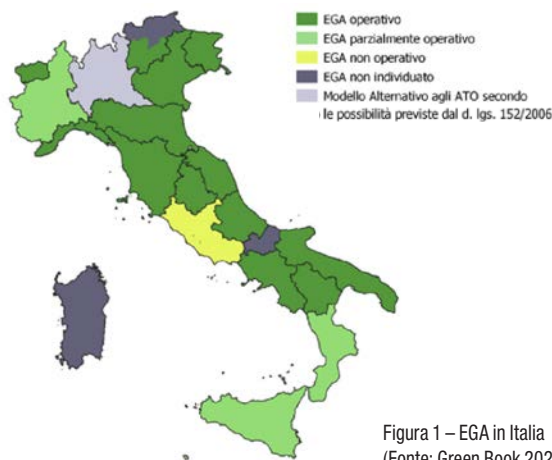 EGA operativo
EGA parzialmente operativo
EGA non operativo
EGA non individuato
Modello Alternativo agli ATO secondo
le possibilità previste dal d. lgs. 152/2006
Figura 1 – EGA in Italia
(Fonte: Green Book 202